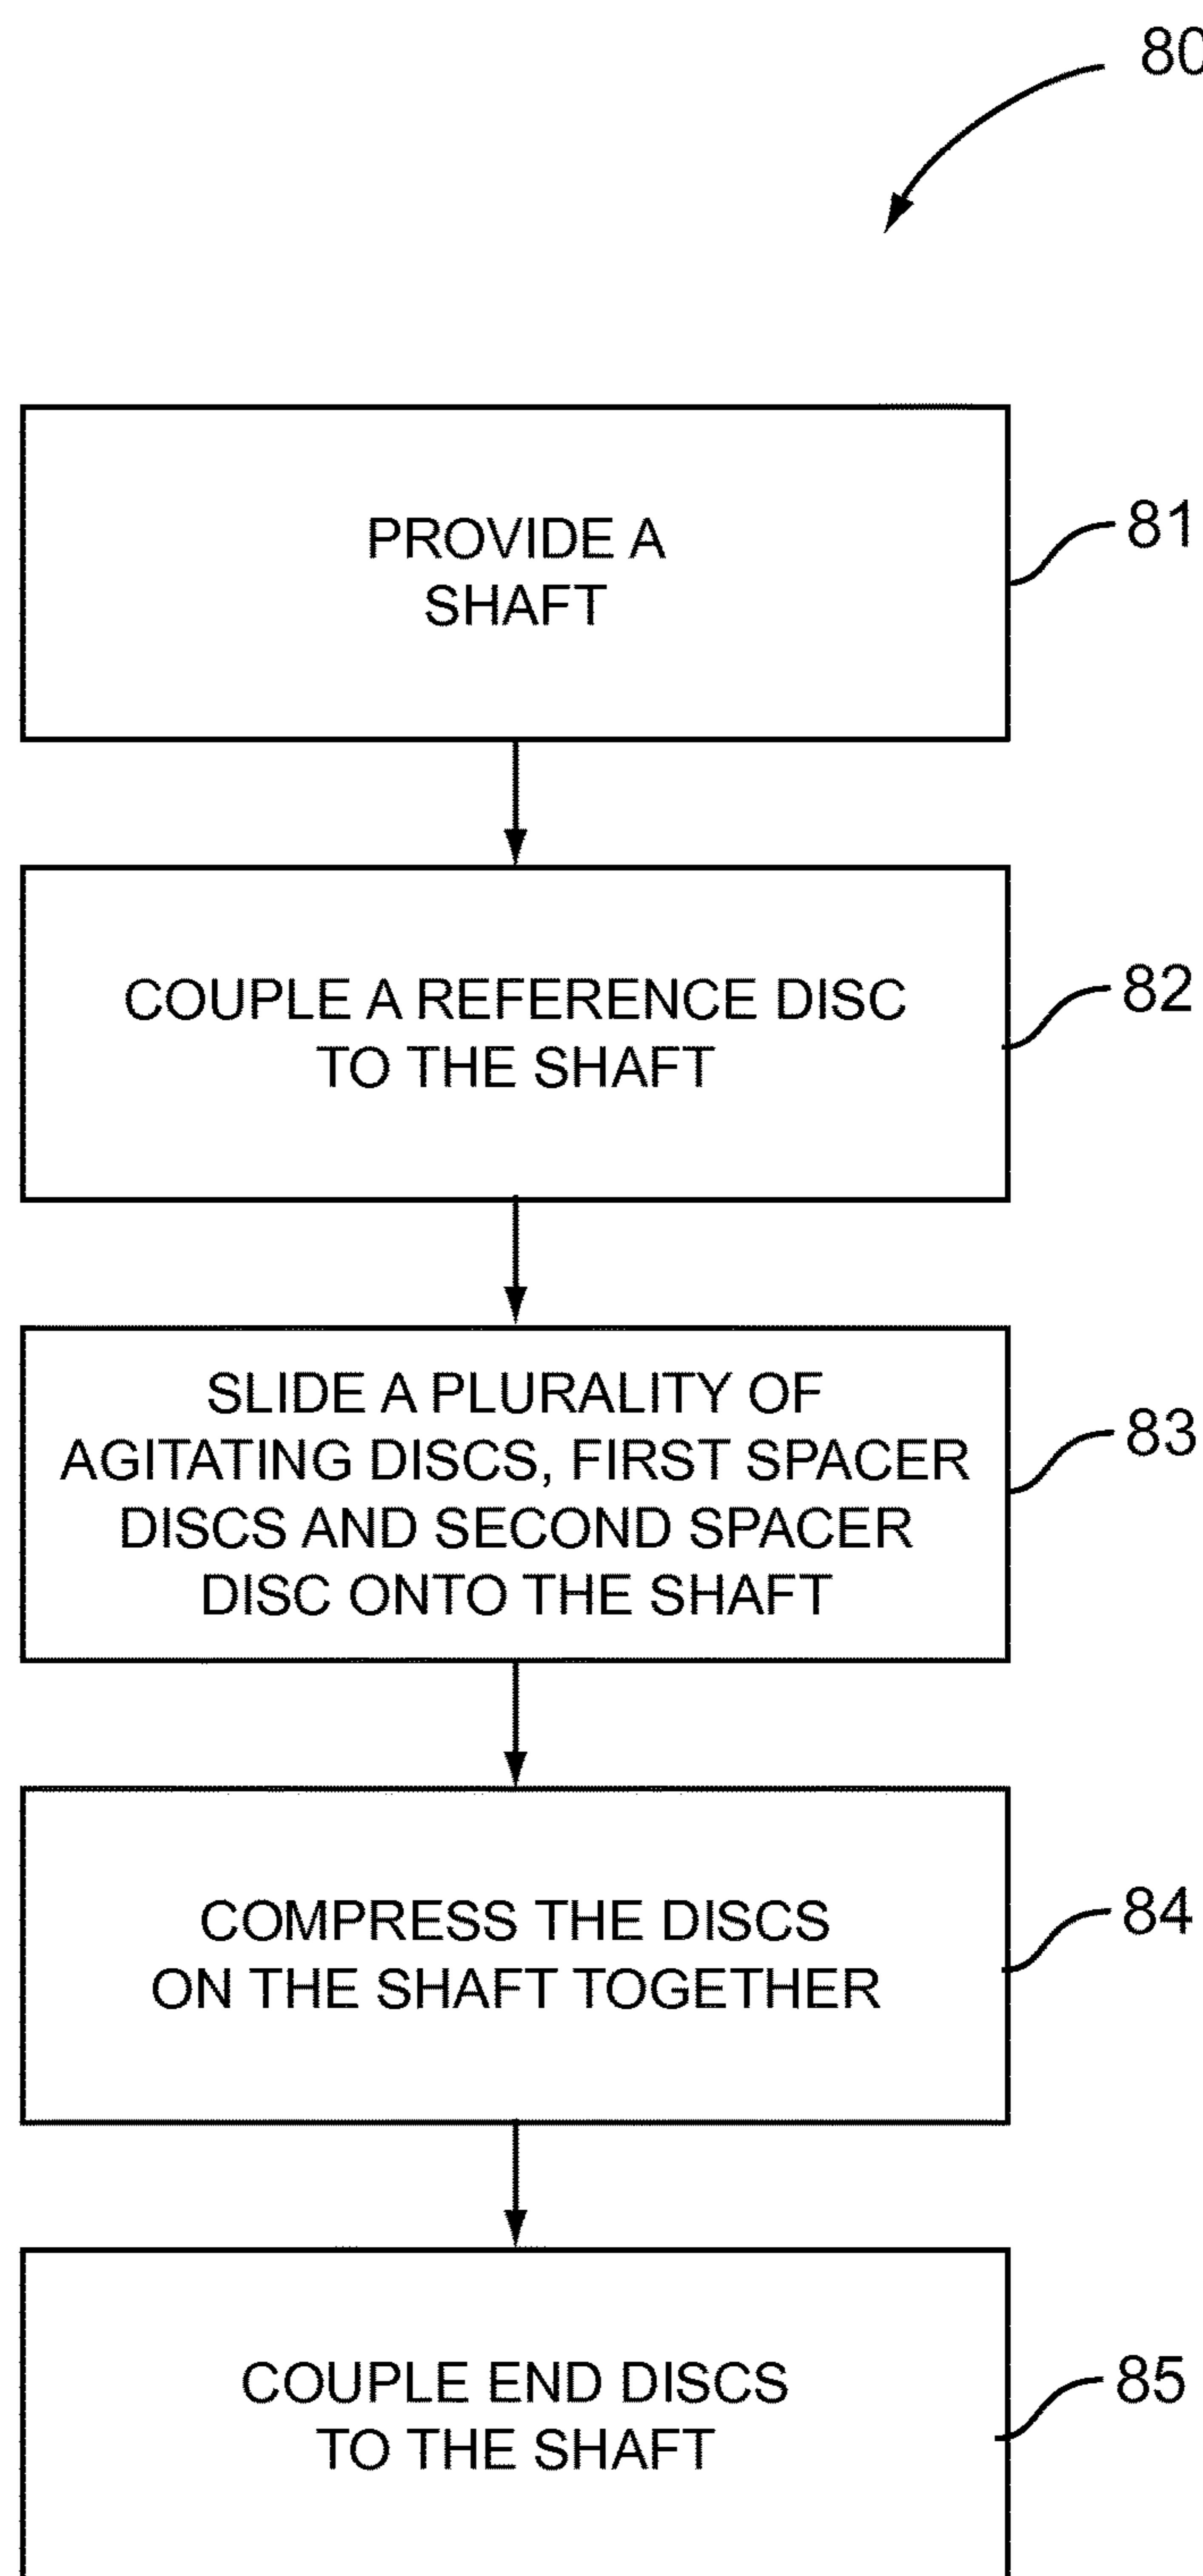 80
PROVIDE A
SHAFT
81
COUPLE A REFERENCE DISC
TO THE SHAFT
82
SLIDE A PLURALITY OF
AGITATING DISCS, FIRST SPACER
DISCS AND SECOND SPACER
DISC ONTO THE SHAFT
83
COMPRESS THE DISCS
ON THE SHAFT TOGETHER
84
COUPLE END DISCS
TO THE SHAFT
85